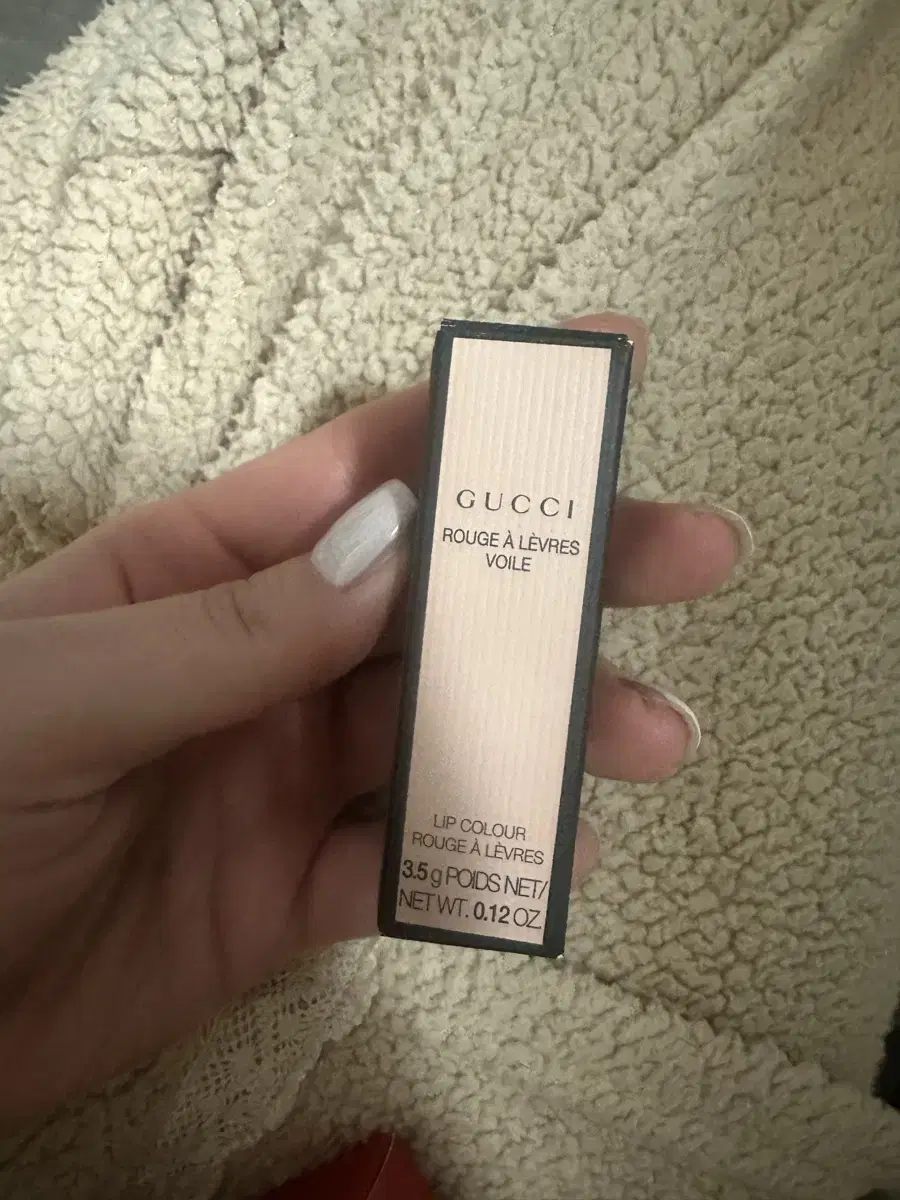 GUCCI
ROUGE À LÈVRES
VOILE
LIP COLOUR
ROUGE À LÈVRES
3.5 g POIDS NET/
NET WT. 0.12 OZ